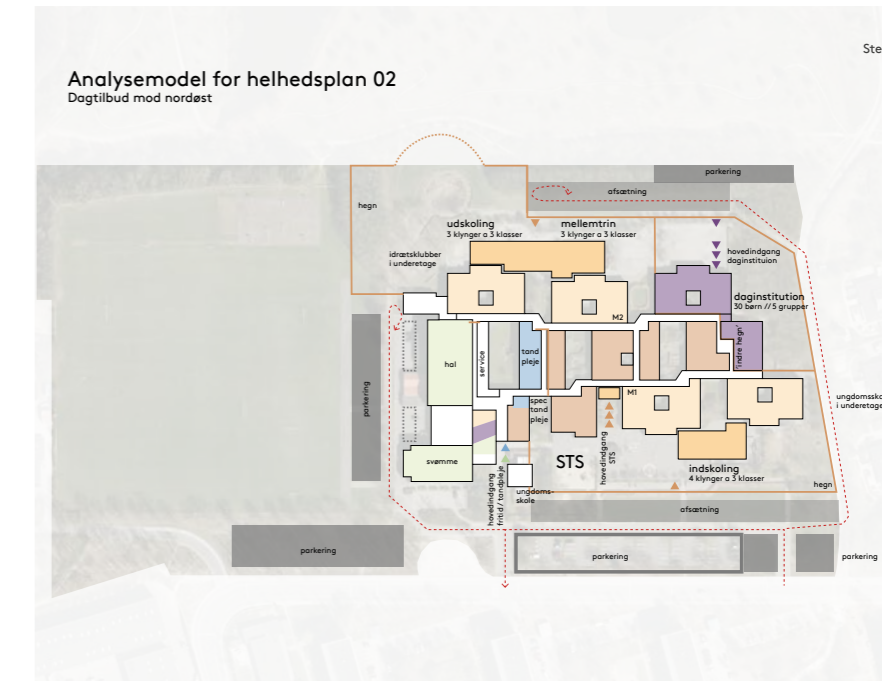 Ste
Analysemodel for helhedsplan 02
Dagtilbud mod nordøst
parkering
afsætning
hegn
udskoling
3 klynger a 3 klasser
mellemtrin
3 klynger a 3 klasser
idrætsklubber
i underetage
hovedindgang
daginstituion
daginstitution
30 børn // 5 grupper
M2
'indre hegn'
hal
service
tand
pleje
parkering
spec
tand
pleje
M1
ungdomssko
i underetage
hovedindgang
STS
STS
svømme
hovedindgang
fritid / tandpleje
ungdoms-
skole
indskoling
4 klynger a 3 klasser
hegn
afsætning
parkering
parkering
parkering